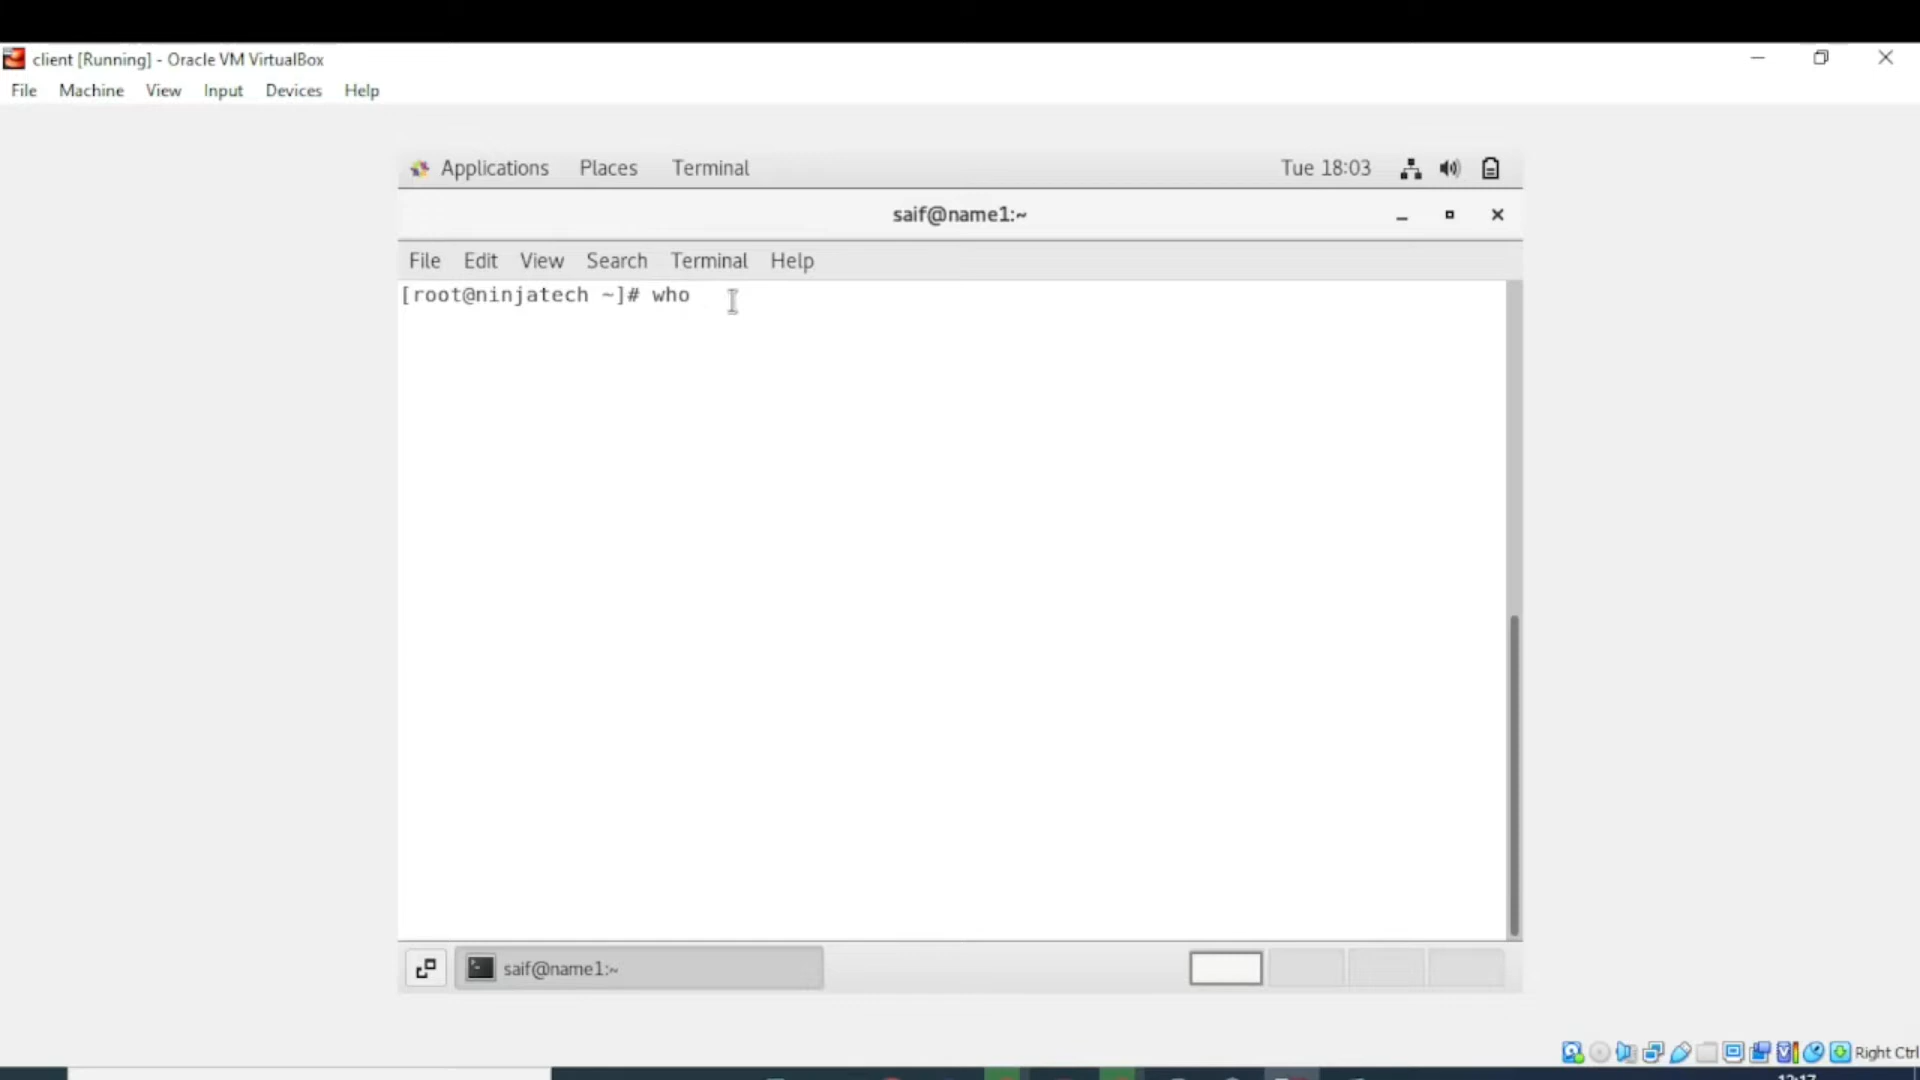 client [Running] - Oracle VM VirtualBox
File Machine View Input Devices Help
Applications Places Terminal Tue 18:03
saif@name1:~
File Edit View Search Terminal Help
[root@ninjatech ~]# who
saif@name1:~
Right Ctrl